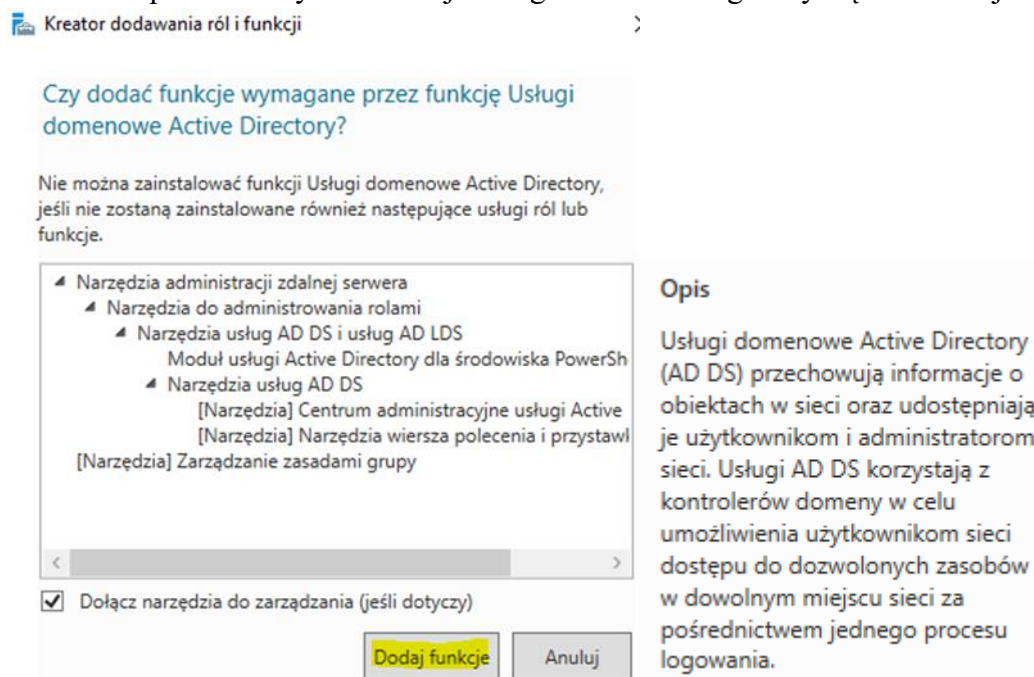 Kreator dodawania ról i funkcji
Czy dodać funkcje wymagane przez funkcję Usługi
domenowe Active Directory?
Nie można zainstalować funkcji Usługi domenowe Active Directory,
jeśli nie zostaną zainstalowane również następujące usługi ról lub
funkcje.
Narzędzia administracji zdalnej serwera
Narzędzia do administrowania rolami
Narzędzia usług AD DS i usług AD LDS
Moduł usługi Active Directory dla środowiska PowerSh
Narzędzia usług AD DS
[Narzędzia] Centrum administracyjne usługi Active
[Narzędzia] Narzędzia wiersza polecenia i przystawk
[Narzędzia] Zarządzanie zasadami grupy
Dołącz narzędzia do zarządzania (jeśli dotyczy)
Dodaj funkcje
Anuluj
Opis
Usługi domenowe Active Directory
(AD DS) przechowują informacje o
obiektach w sieci oraz udostępniają
je użytkownikom i administratorom
sieci. Usługi AD DS korzystają z
kontrolerów domeny w celu
umożliwienia użytkownikom sieci
dostępu do dozwolonych zasobów
w dowolnym miejscu sieci za
pośrednictwem jednego procesu
logowania.